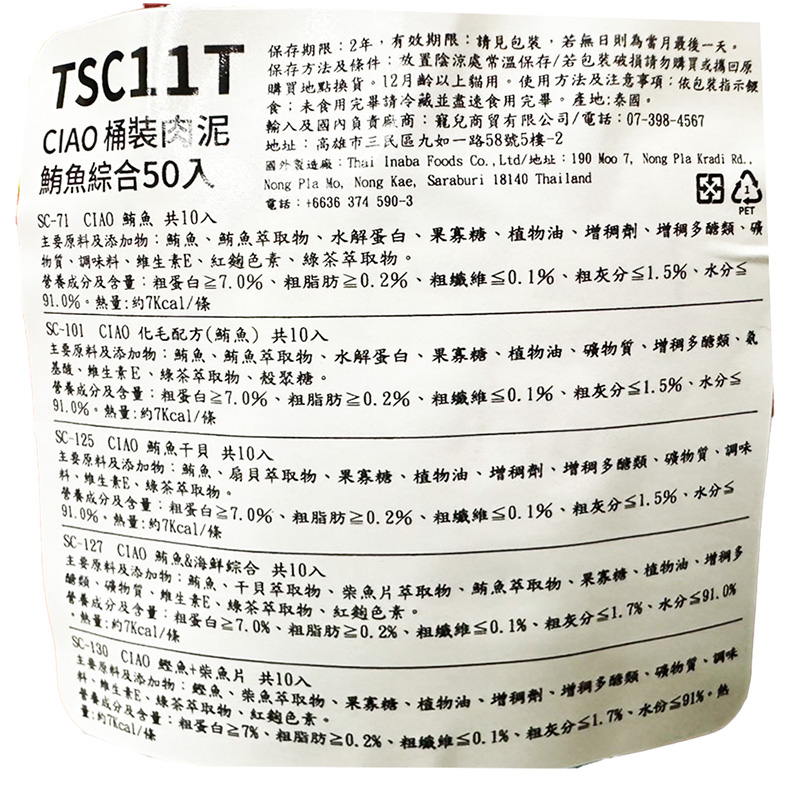 TSC11T
CIAO 桶裝肉泥
鮪魚綜合50入
保存期限：2年，有效期限：請見包裝，若無日則為當月最後一天。
保存方法及條件：放置陰涼處常溫保存/若包裝破損請勿購買或攜回原
購買地點換貨。12月齡以上貓用。使用方法及注意事項：依包裝指示餵
食；未食用完畢請冷藏並盡速食用完畢。產地:泰國。
輸入及國內負責廠商：寵兒商貿有限公司/電話：07-398-4567
地址：高雄市三民區九如一路58號5樓-2
國外製造廠：Thai Inaba Foods Co.,Ltd/地址：190 Moo 7, Nong Pla Kradi Rd.,
Nong Pla Mo, Nong Kae, Saraburi 18140 Thailand
電話：+6636 374 590-3
1
PET
SC-71 CIAO 鮪魚 共10入
主要原料及添加物：鮪魚、鮪魚萃取物、水解蛋白、果寡糖、植物油、增稠劑、增稠多醣類、礦
物質、調味料、維生素E、紅麴色素、綠茶萃取物。
營養成分及含量：粗蛋白≧7.0%、粗脂肪≧0.2%、粗纖維≦0.1%、粗灰分≦1.5%、水分≦
91.0%。熱量:約7Kcal/條
SC-101 CIAO 化毛配方(鮪魚) 共10入
主要原料及添加物：鮪魚、鮪魚萃取物、水解蛋白、果寡糖、植物油、礦物質、增稠多醣類、氨
基酸、維生素E、綠茶萃取物、殼聚糖。
營養成分及含量：粗蛋白≧7.0%、粗脂肪≧0.2%、粗纖維≦0.1%、粗灰分≦1.5%、水分≦
91.0%。熱量:約7Kcal/條
SC-125 CIAO 鮪魚干貝 共10入
主要原料及添加物：鮪魚、扇貝萃取物、果寡糖、植物油、增稠劑、增稠多醣類、礦物質、調味
料、維生素E、綠茶萃取物。
營養成分及含量：粗蛋白≧7.0%、粗脂肪≧0.2%、粗纖維≦0.1%、粗灰分≦1.5%、水分≦
91.0%、熱量:約7Kcal/條
SC-127 CIAO 鮪魚&海鮮綜合 共10入
主要原料及添加物：鮪魚、干貝萃取物、柴魚片萃取物、鮪魚萃取物、果寡糖、植物油、增稠多
醣類、礦物質、維生素E、綠茶萃取物、紅麴色素。
營養成分及含量：粗蛋白≧7.0%、粗脂肪≧0.2%、粗纖維≦0.1%、粗灰分≦1.7%、水分≦91.0%
。熱量:約7Kcal/條
SC-130 CIAO 鰹魚+柴魚片 共10入
主要原料及添加物：鰹魚、柴魚萃取物、果寡糖、植物油、增稠劑、增稠多醣類、礦物質、調味
料、維生素E、綠茶萃取物、紅麴色素。
營養成分及含量：粗蛋白≧7%、粗脂肪≧0.2%、粗纖維≦0.1%、粗灰分≦1.7%、水份≦91%。熱
量:約7Kcal/條